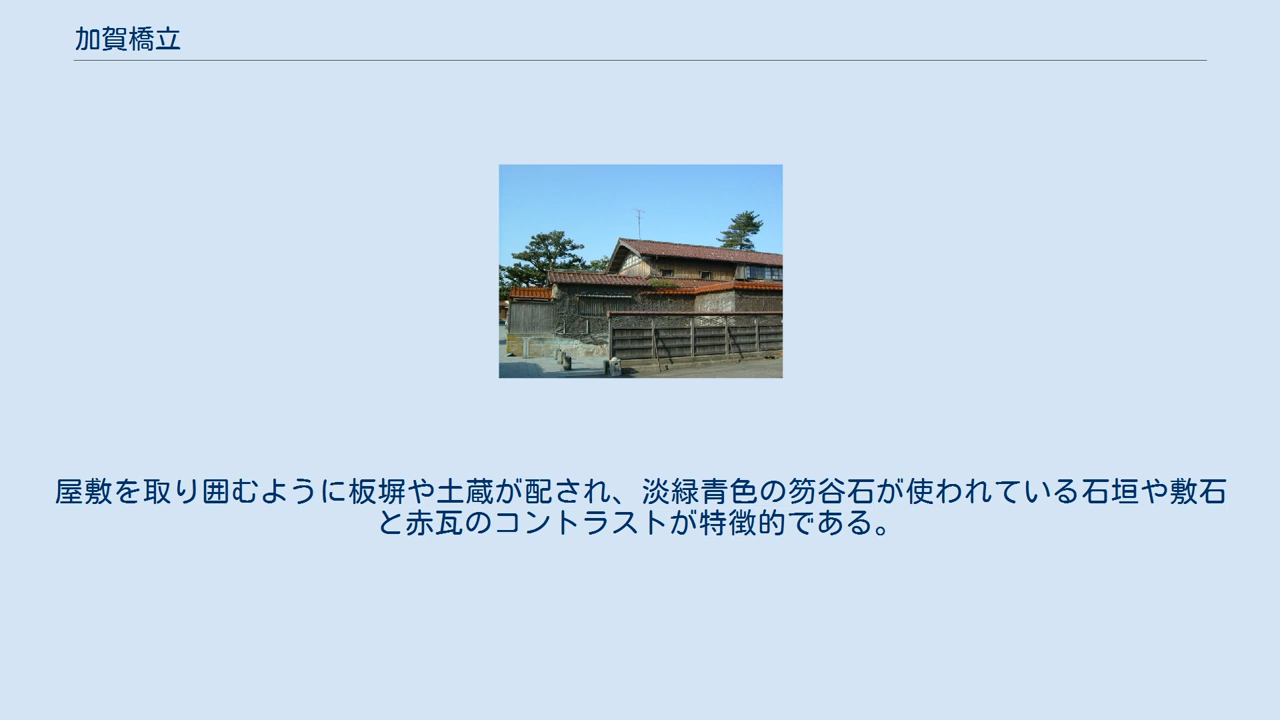 加賀橋立
屋敷を取り囲むように板塀や土蔵が配され、淡緑青色の笏谷石が使われている石垣や敷石
と赤瓦のコントラストが特徴的である。